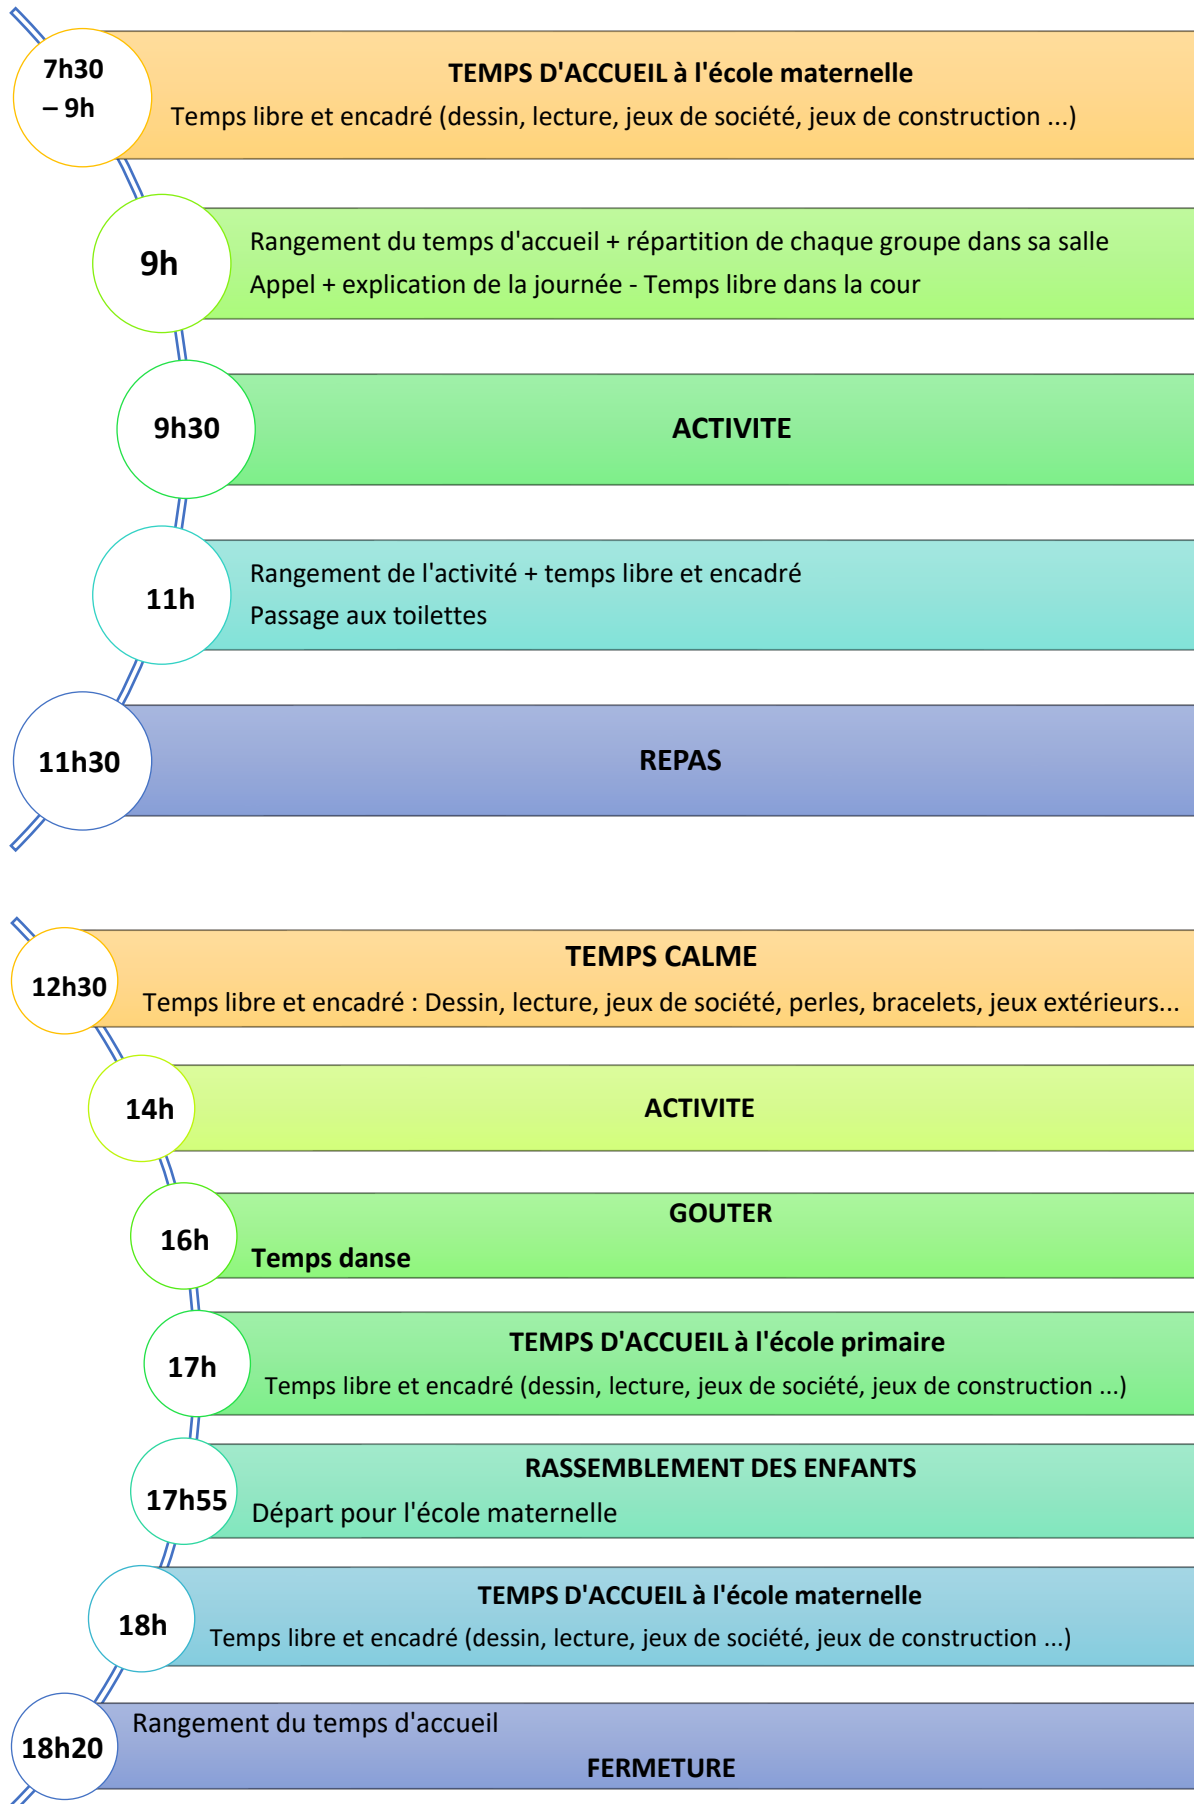 7h30
– 9h
TEMPS D'ACCUEIL à l'école maternelle
Temps libre et encadré (dessin, lecture, jeux de société, jeux de construction ...)
9h
Rangement du temps d'accueil + répartition de chaque groupe dans sa salle
Appel + explication de la journée - Temps libre dans la cour
9h30
ACTIVITE
11h
Rangement de l'activité + temps libre et encadré
Passage aux toilettes
11h30
REPAS
12h30
TEMPS CALME
Temps libre et encadré : Dessin, lecture, jeux de société, perles, bracelets, jeux extérieurs...
14h
ACTIVITE
16h
GOUTER
Temps danse
17h
TEMPS D'ACCUEIL à l'école primaire
Temps libre et encadré (dessin, lecture, jeux de société, jeux de construction ...)
17h55
RASSEMBLEMENT DES ENFANTS
Départ pour l'école maternelle
18h
TEMPS D'ACCUEIL à l'école maternelle
Temps libre et encadré (dessin, lecture, jeux de société, jeux de construction ...)
18h20
Rangement du temps d'accueil
FERMETURE